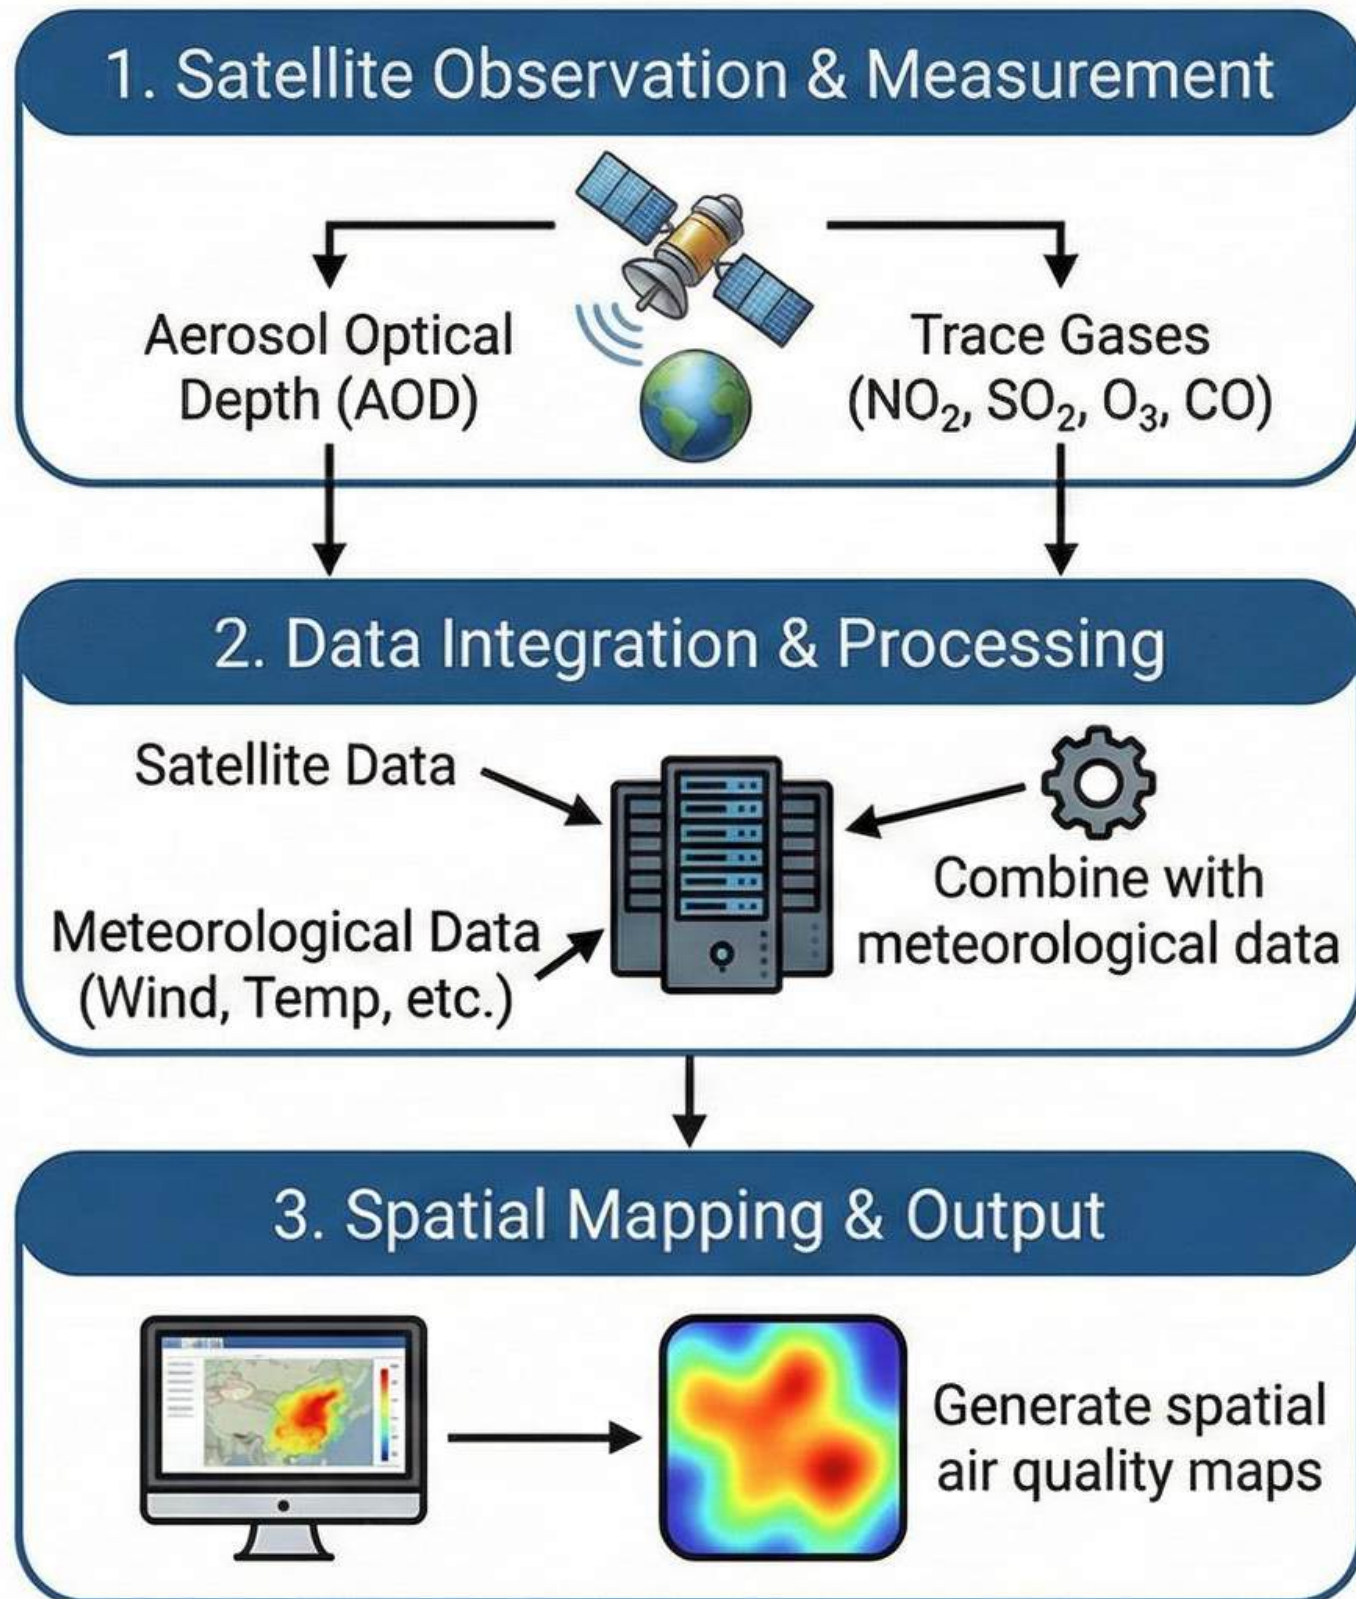 1. Satellite Observation & Measurement
Aerosol Optical
Depth (AOD)
Trace Gases
(NO₂, SO₂, O₃, CO)
2. Data Integration & Processing
Satellite Data
Meteorological Data
(Wind, Temp, etc.)
Combine with
meteorological data
3. Spatial Mapping & Output
Generate spatial
air quality maps